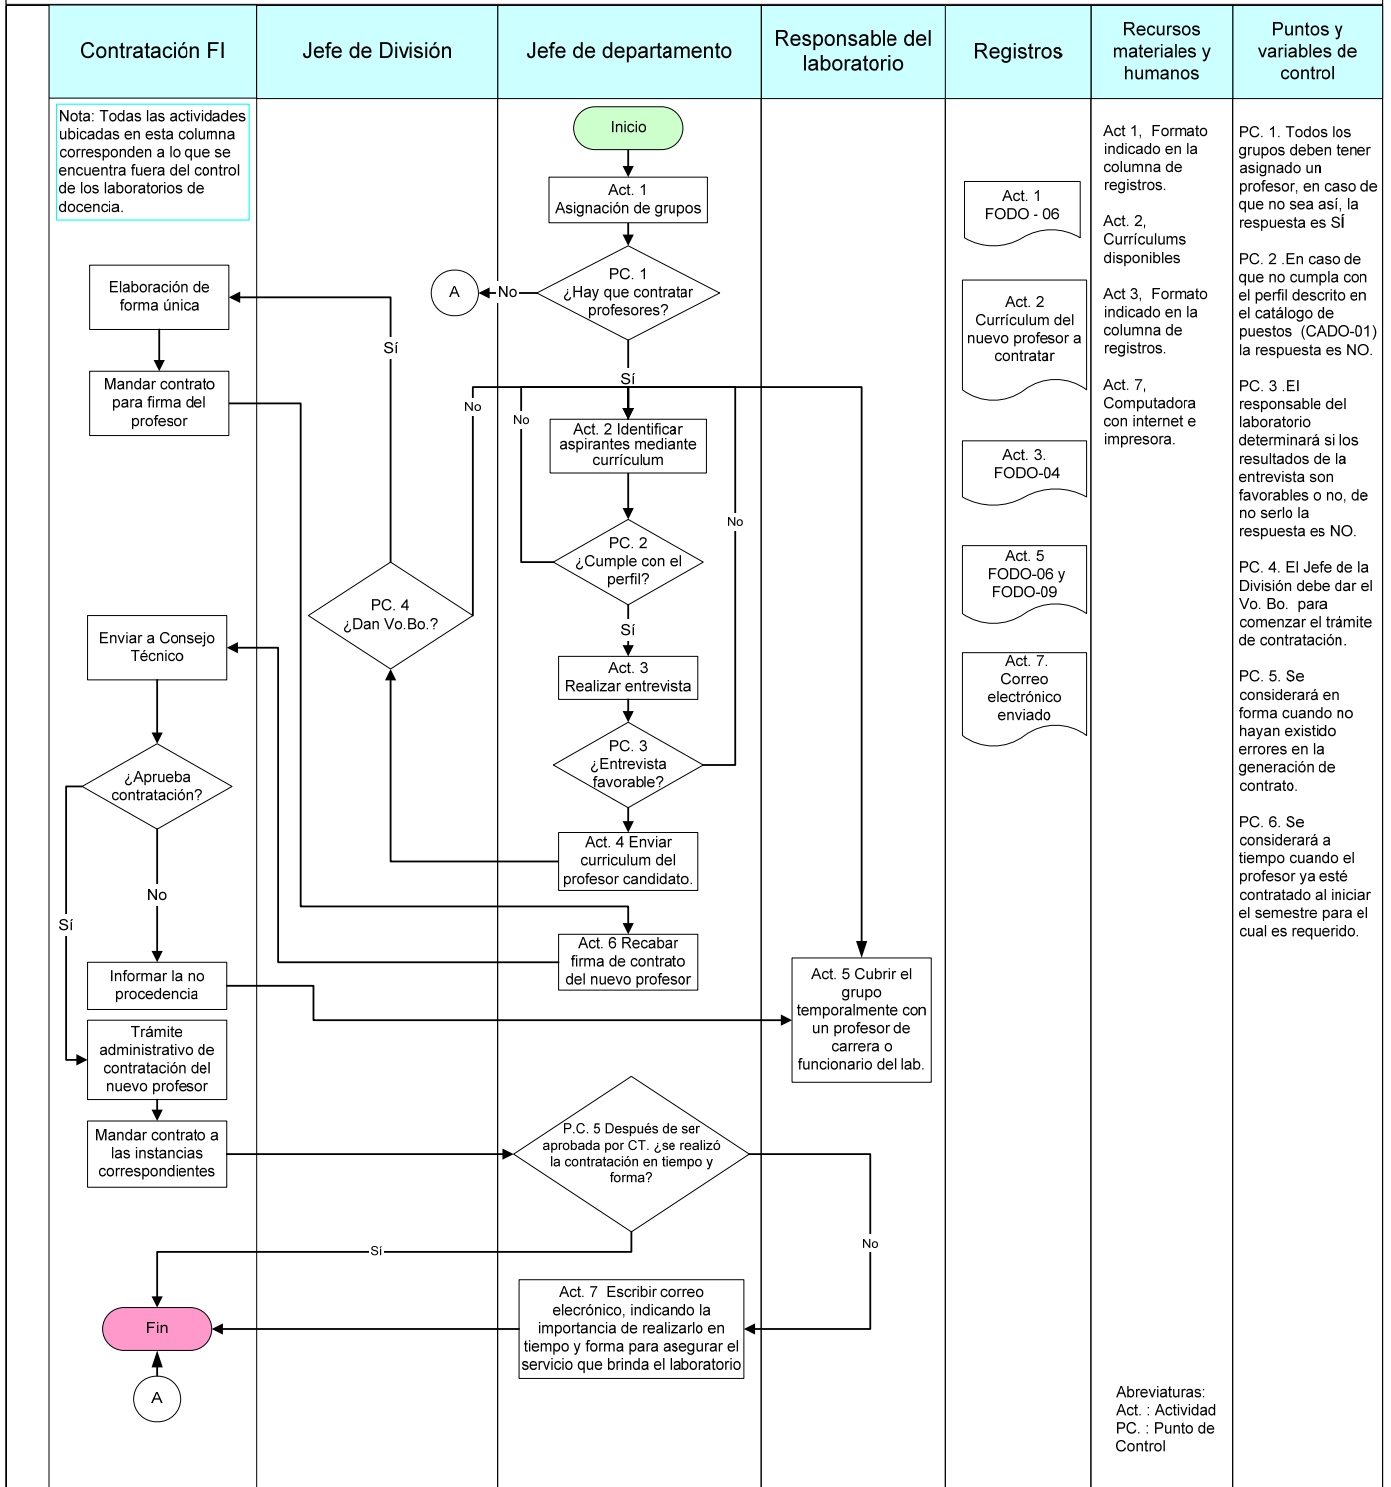 Contratación FI
Jefe de División
Jefe de departamento
Responsable del
laboratorio
Registros
Recursos
materiales y
humanos
Puntos y
variables de
control
Nota: Todas las actividades
ubicadas en esta columna
corresponden a lo que se
encuentra fuera del control
de los laboratorios de
docencia.
Elaboración de
forma única
Mandar contrato
para firma del
profesor
Enviar a Consejo
Técnico
¿Aprueba
contratación?
No
Sí
Informar la no
procedencia
Trámite
administrativo de
contratación del
nuevo profesor
Mandar contrato a
las instancias
correspondientes
Fin
A
Sí
PC. 4
¿Dan Vo.Bo.?
No
Sí
Inicio
Act. 1
Asignación de grupos
PC. 1
¿Hay que contratar
profesores?
No
A
Sí
No
Act. 2 Identificar
aspirantes mediante
currículum
No
PC. 2
¿Cumple con el
perfil?
Sí
Act. 3
Realizar entrevista
PC. 3
¿Entrevista
favorable?
Act. 4 Enviar
curriculum del
profesor candidato.
Act. 6 Recabar
firma de contrato
del nuevo profesor
P.C. 5 Después de ser
aprobada por CT. ¿se realizó
la contratación en tiempo y
forma?
No
Act. 7  Escribir correo
elecrónico, indicando la
importancia de realizarlo en
tiempo y forma para asegurar el
servicio que brinda el laboratorio
Act. 5 Cubrir el
grupo
temporalmente con
un profesor de
carrera o
funcionario del lab.
Act. 1
FODO - 06
Act. 2
Currículum del
nuevo profesor a
contratar
Act. 3.
FODO-04
Act. 5
FODO-06 y
FODO-09
Act. 7.
Correo
electrónico
enviado
Act 1,  Formato
indicado en la
columna de
registros.
Act. 2,
Currículums
disponibles
Act 3,  Formato
indicado en la
columna de
registros.
Act. 7,
Computadora
con internet e
impresora.
Abreviaturas:
Act. : Actividad
PC. : Punto de
Control
PC. 1. Todos los
grupos deben tener
asignado un
profesor, en caso de
que no sea así, la
respuesta es SÍ
PC. 2 .En caso de
que no cumpla con
el perfil descrito en
el catálogo de
puestos  (CADO-01)
la respuesta es NO.
PC. 3 .El
responsable del
laboratorio
determinará si los
resultados de la
entrevista son
favorables o no, de
no serlo la
respuesta es NO.
PC. 4. El Jefe de la
División debe dar el
Vo. Bo.  para
comenzar el trámite
de contratación.
PC. 5. Se
considerará en
forma cuando no
hayan existido
errores en la
generación de
contrato.
PC. 6. Se
considerará a
tiempo cuando el
profesor ya esté
contratado al iniciar
el semestre para el
cual es requerido.